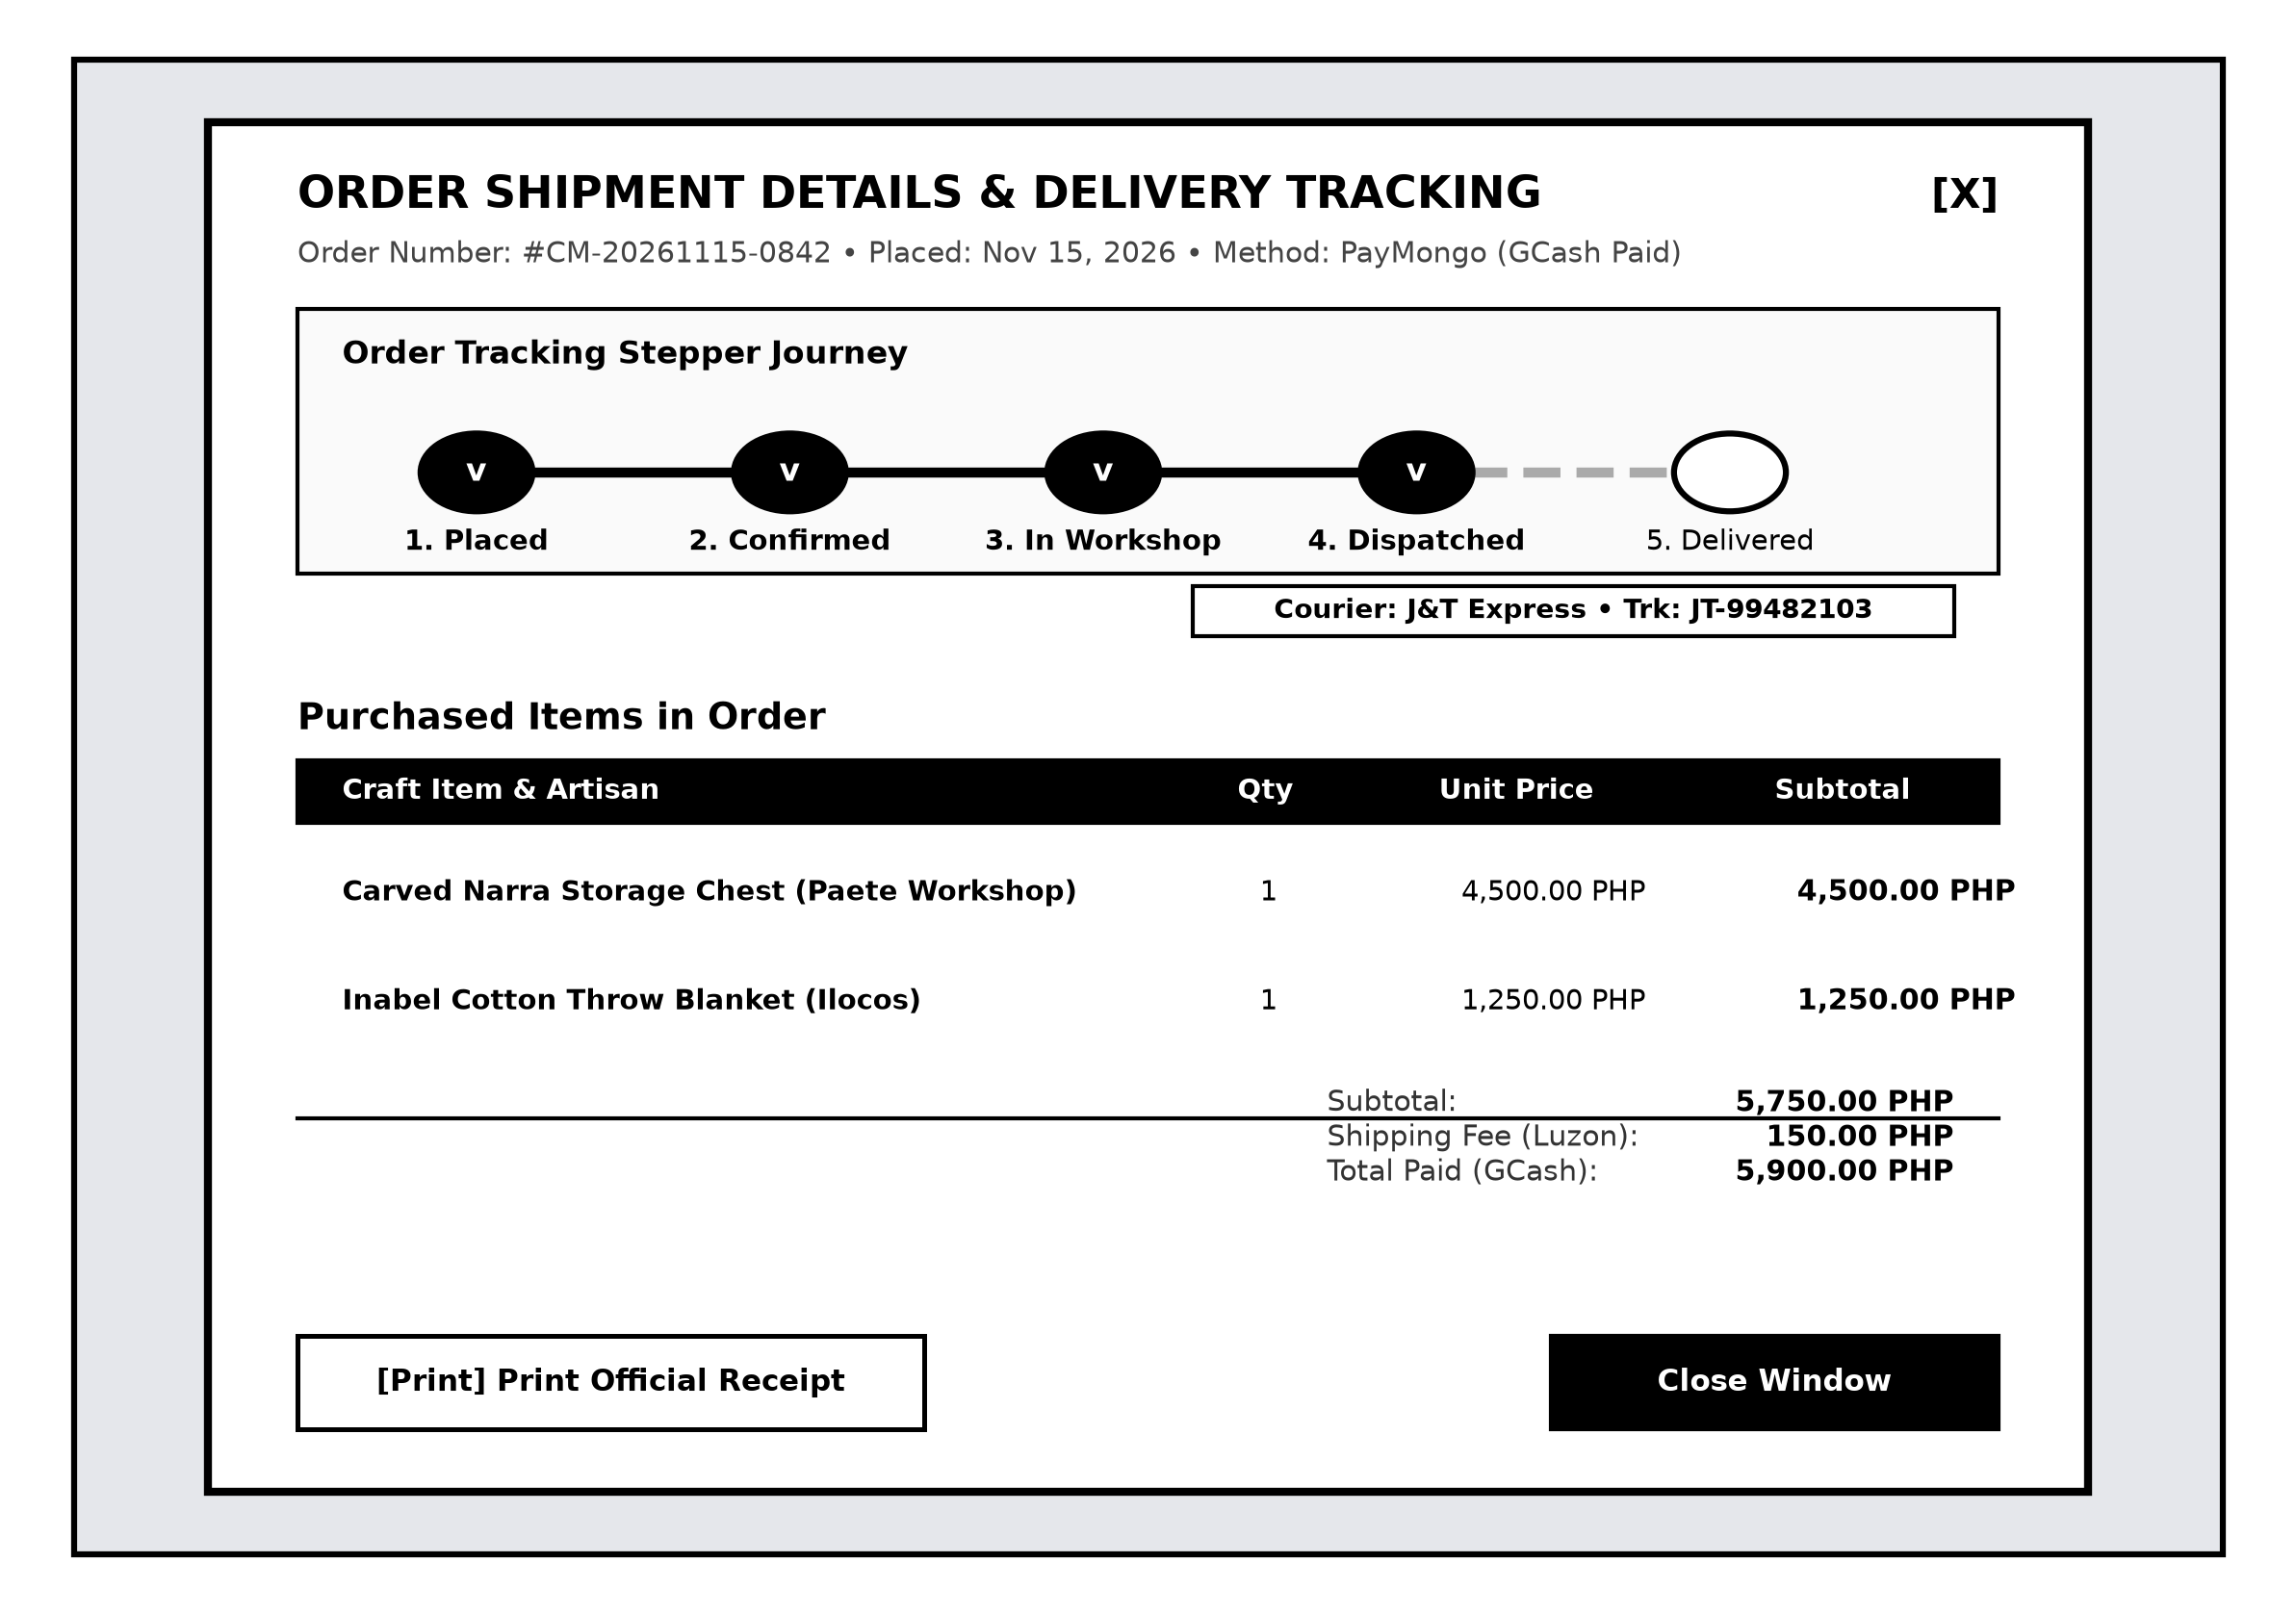 ORDER SHIPMENT DETAILS & DELIVERY TRACKING [X]
Order Number: #CM-20261115-0842 • Placed: Nov 15, 2026 • Method: PayMongo (GCash Paid)
Order Tracking Stepper Journey
v v v v
1. Placed 2. Confirmed 3. In Workshop 4. Dispatched 5. Delivered
Courier: J&T Express • Trk: JT-99482103
Purchased Items in Order
Craft Item & Artisan Qty Unit Price Subtotal
Carved Narra Storage Chest (Paete Workshop) 1 4,500.00 PHP 4,500.00 PHP
Inabel Cotton Throw Blanket (Ilocos) 1 1,250.00 PHP 1,250.00 PHP
Subtotal: 5,750.00 PHP
Shipping Fee (Luzon): 150.00 PHP
Total Paid (GCash): 5,900.00 PHP
[Print] Print Official Receipt Close Window